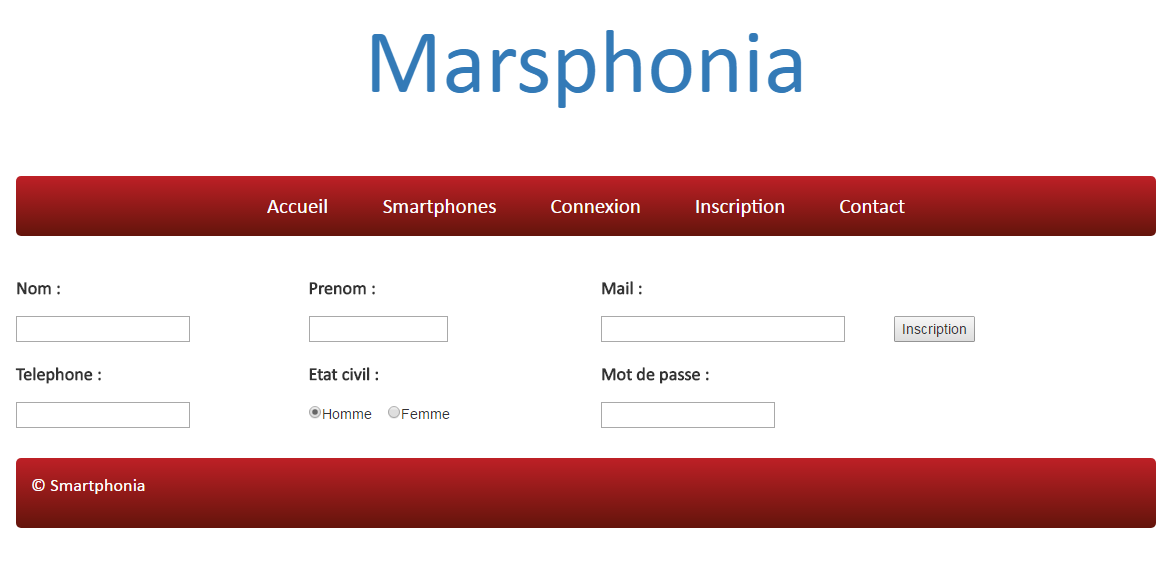 Marsphonia
Accueil Smartphones Connexion Inscription Contact
Nom : Prenom : Mail :
Inscription
Telephone : Etat civil : Mot de passe :
Homme Femme
© Smartphonia